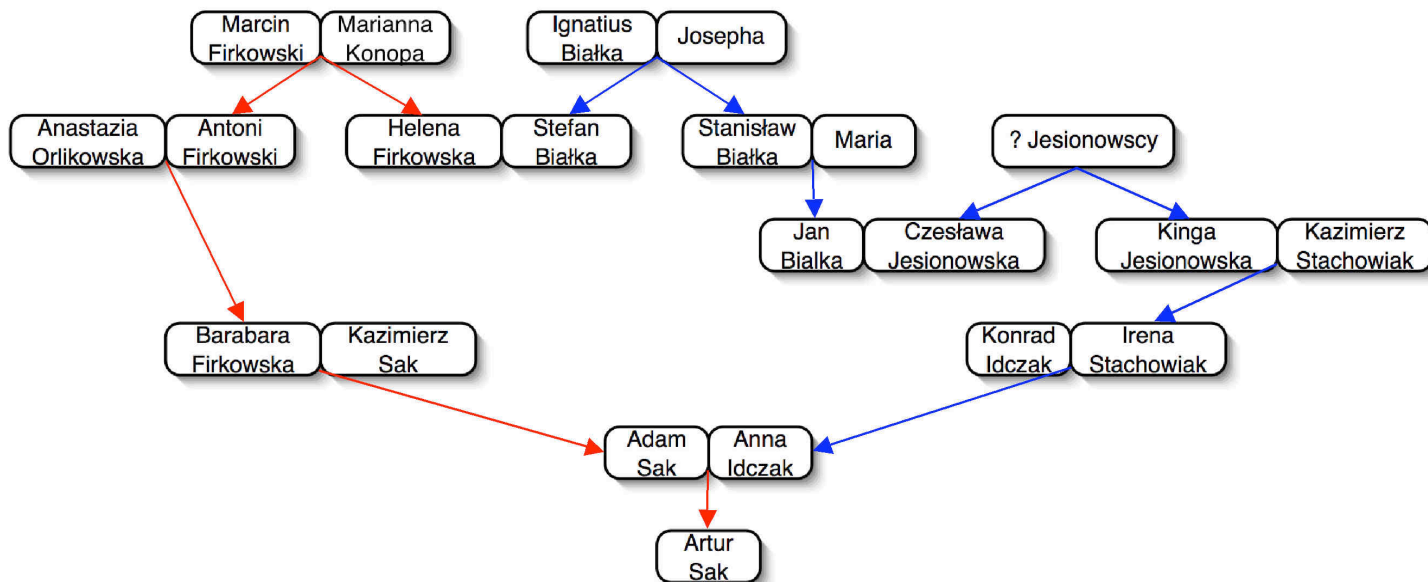 Marcin
Firkowski
Marianna
Konopa
Ignatius
Białka
Josepha
Anastazia
Orlikowska
Antoni
Firkowski
Helena
Firkowska
Stefan
Białka
Stanisław
Białka
Maria
? Jesionowscy
Jan
Bialka
Czesława
Jesionowska
Kinga
Jesionowska
Kazimierz
Stachowiak
Barabara
Firkowska
Kazimierz
Sak
Konrad
Idczak
Irena
Stachowiak
Adam
Sak
Anna
Idczak
Artur
Sak